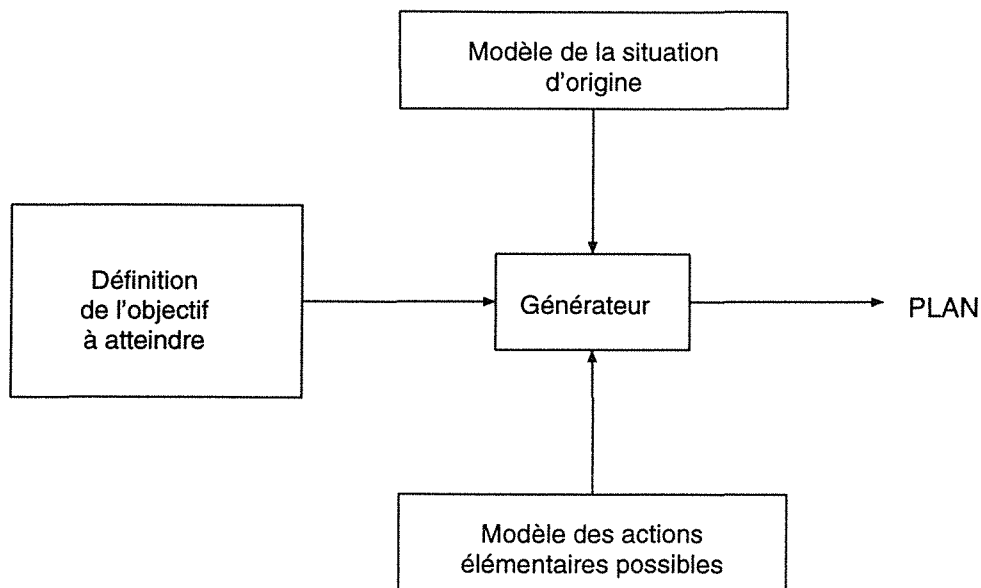 Modèle de la situation
d'origine
Définition
de l'objectif
à atteindre
Générateur
PLAN
Modèle des actions
élémentaires possibles